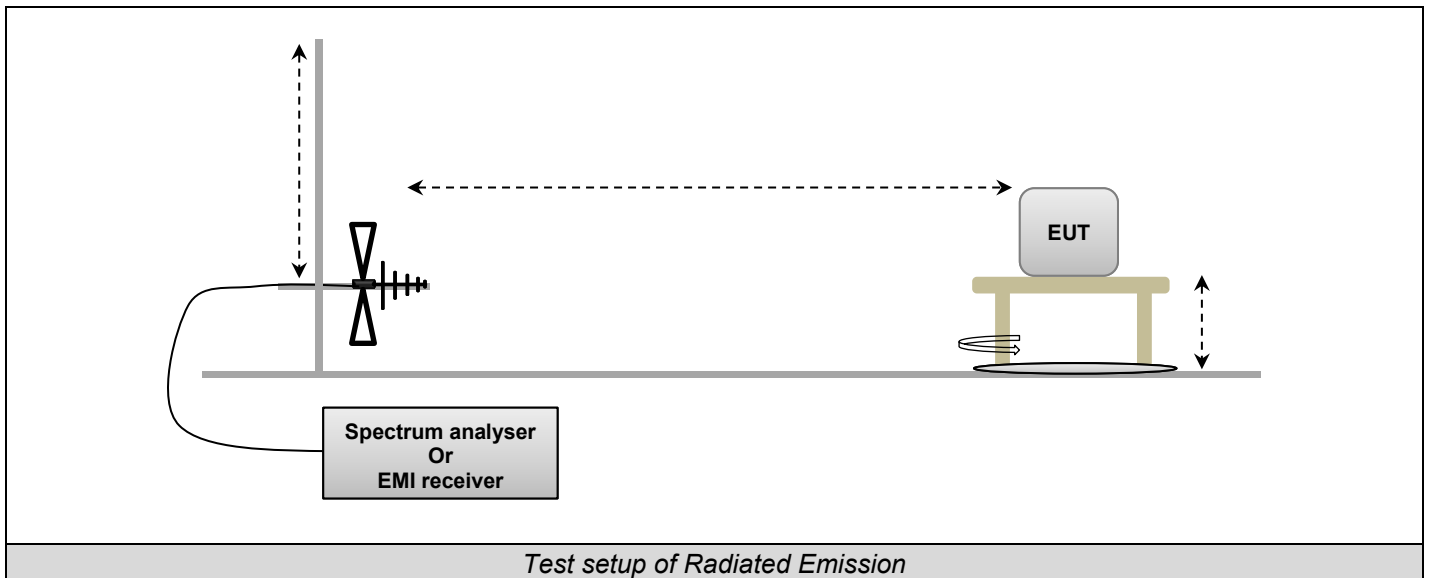 EUT
Spectrum analyser
Or
EMI receiver
Test setup of Radiated Emission